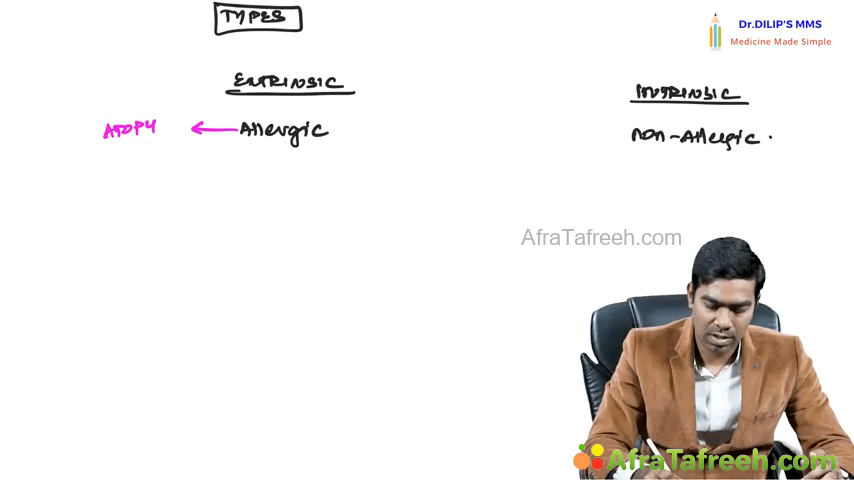 TYPES
Dr.DILIP'S MMS
Medicine Made Simple
EXTRINSIC
INTRINSIC
ATOPY ← Allergic
non-Allergic .
AfraTafreeh.com
AfraTafreeh.com